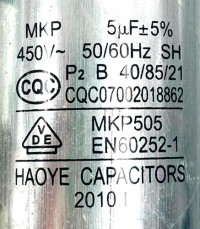 MKP 5µF±5%
450V~ 50/60Hz SH
P2 B 40/85/21
CQC CQC07002018862
VDE MKP505
EN60252-1
HAOYE CAPACITORS
2010